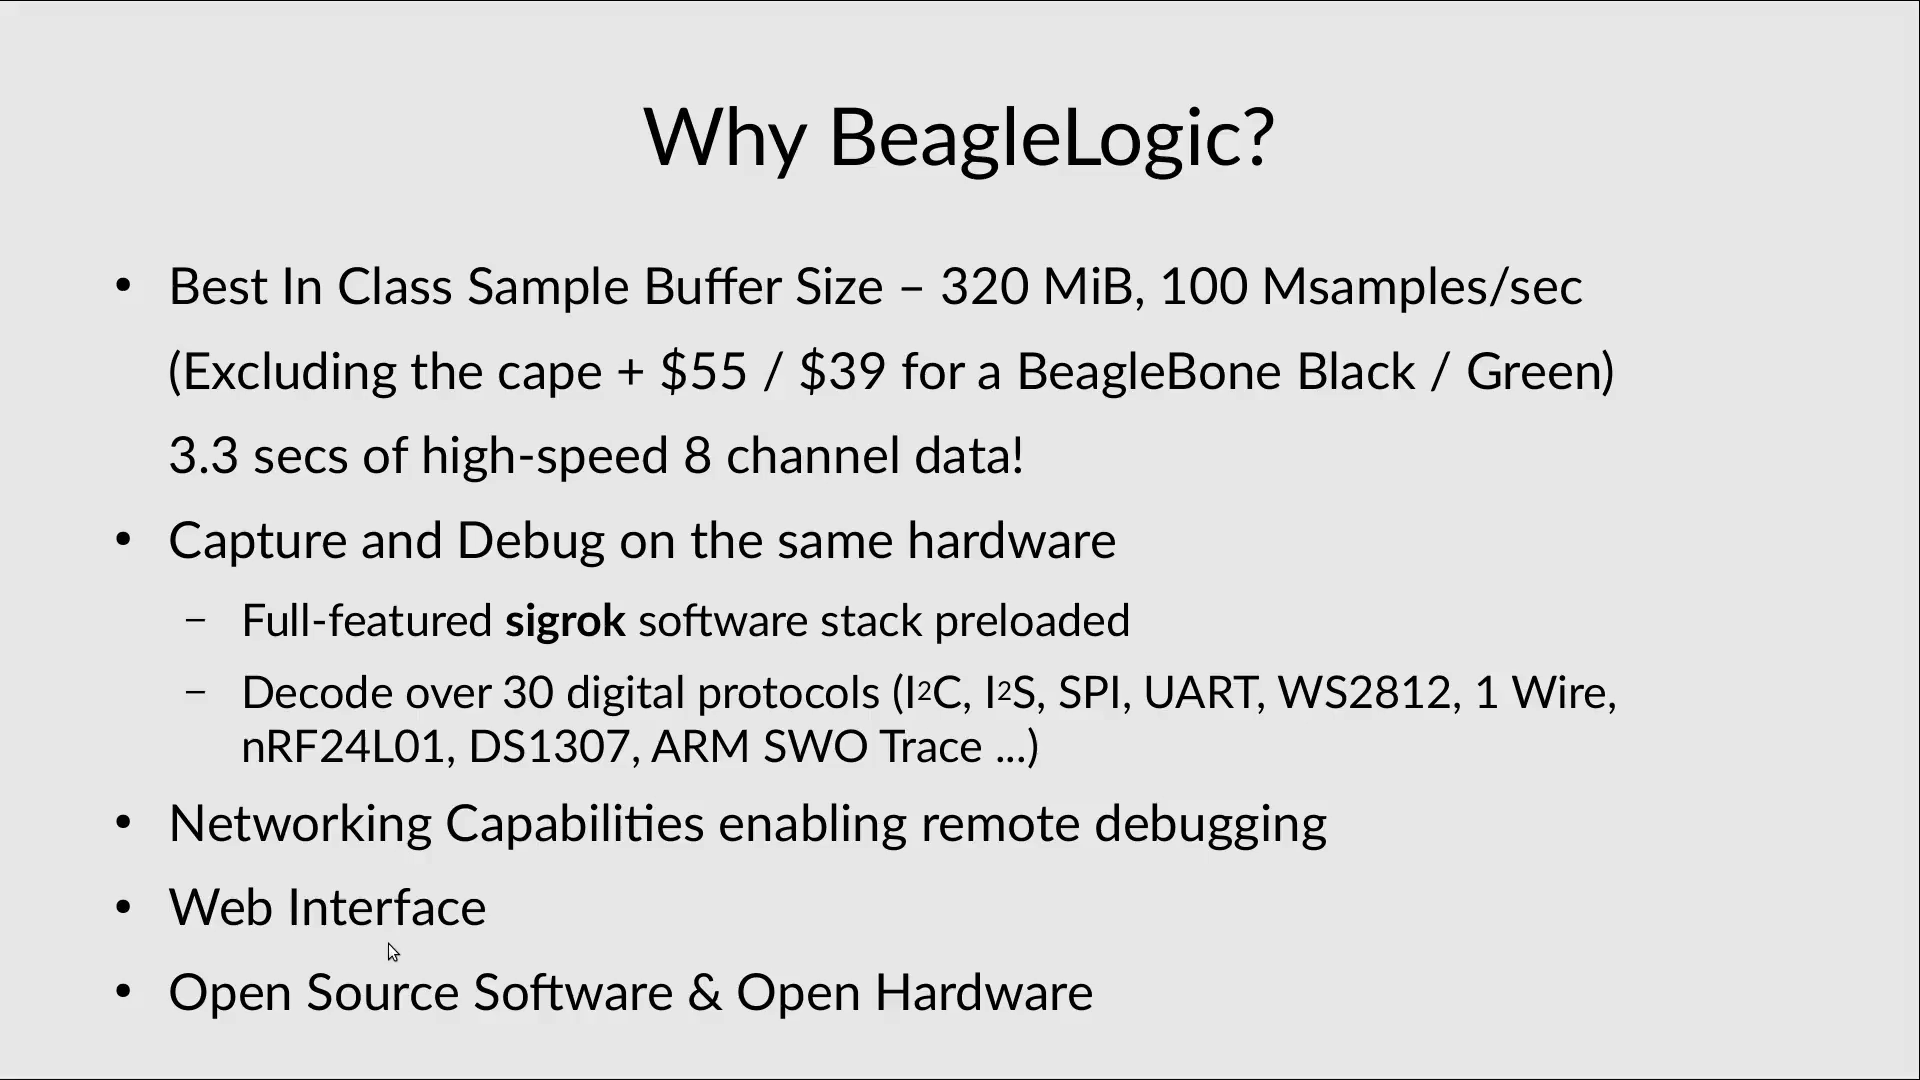 Why BeagleLogic?
• Best In Class Sample Buffer Size – 320 MiB, 100 Msamples/sec
(Excluding the cape + $55 / $39 for a BeagleBone Black / Green)
3.3 secs of high-speed 8 channel data!
• Capture and Debug on the same hardware
– Full-featured sigrok software stack preloaded
– Decode over 30 digital protocols (I²C, I²S, SPI, UART, WS2812, 1 Wire,
nRF24L01, DS1307, ARM SWO Trace ...)
• Networking Capabilities enabling remote debugging
• Web Interface
• Open Source Software & Open Hardware